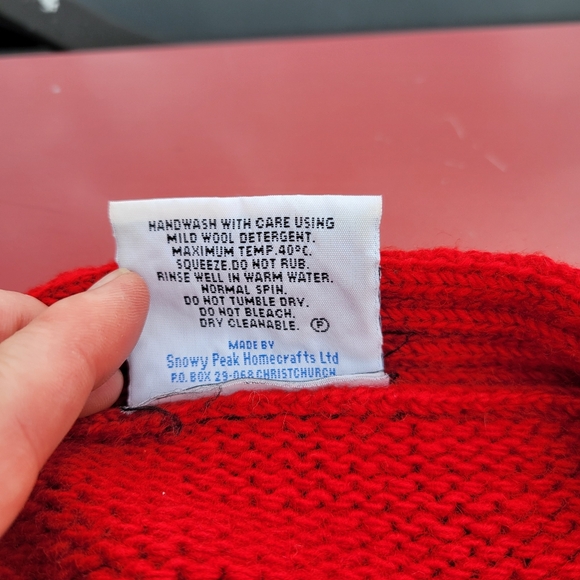 HANDWASH WITH CARE USING
MILD WOOL DETERGENT.
MAXIMUM TEMP.40°C.
SQUEEZE.DO NOT RUB.
RINSE WELL IN WARM WATER.
NORMAL SPIN.
DO NOT TUMBLE DRY.
DO NOT BLEACH.
DRY CLEANABLE. Ⓟ
MADE BY
Snowy Peak Homecrafts Ltd
P.O. BOX 29-068 CHRISTCHURCH